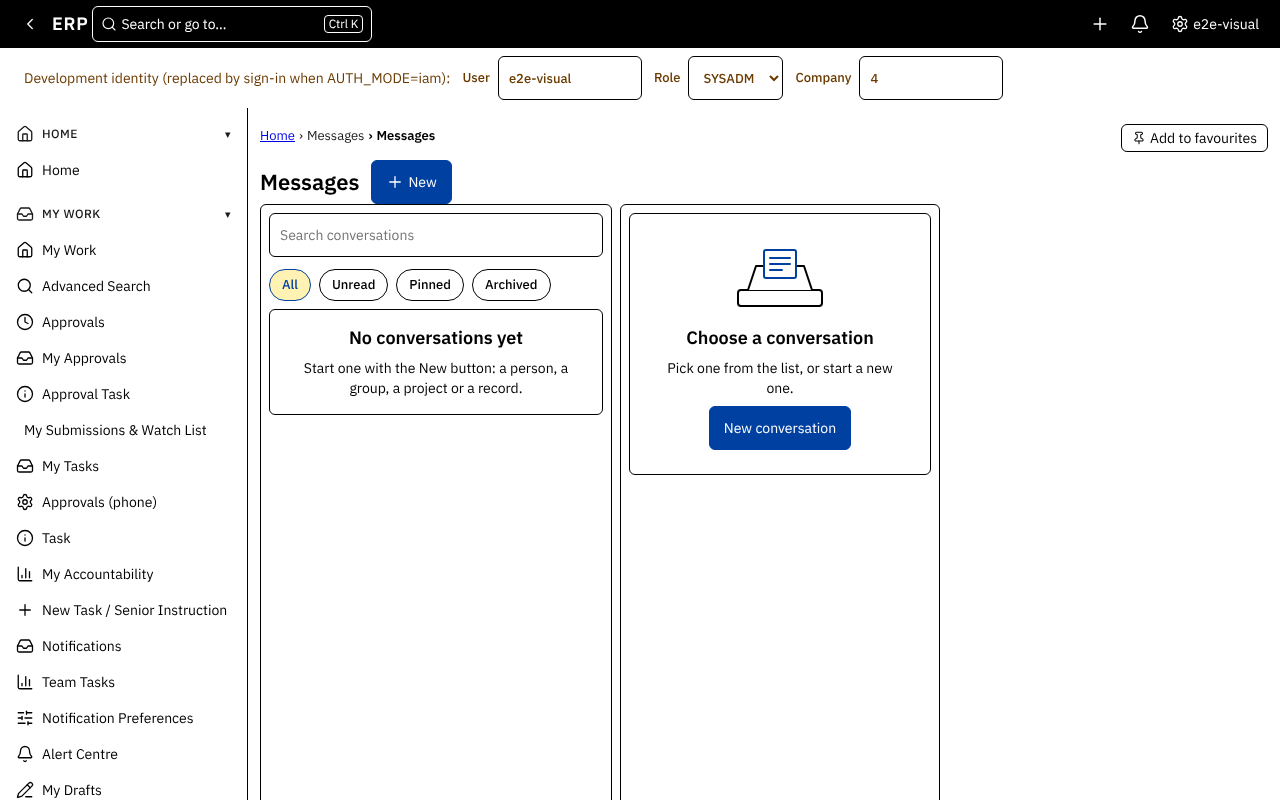 ERP
Search or go to...
Ctrl K
e2e-visual
Development identity (replaced by sign-in when AUTH_MODE=iam):
User
e2e-visual
Role
SYSADM
Company
4
HOME
Home
MY WORK
My Work
Advanced Search
Approvals
My Approvals
Approval Task
My Submissions & Watch List
My Tasks
Approvals (phone)
Task
My Accountability
New Task / Senior Instruction
Notifications
Team Tasks
Notification Preferences
Alert Centre
My Drafts
Home › Messages › Messages
Add to favourites
Messages
New
Search conversations
All
Unread
Pinned
Archived
No conversations yet
Start one with the New button: a person, a
group, a project or a record.
Choose a conversation
Pick one from the list, or start a new
one.
New conversation